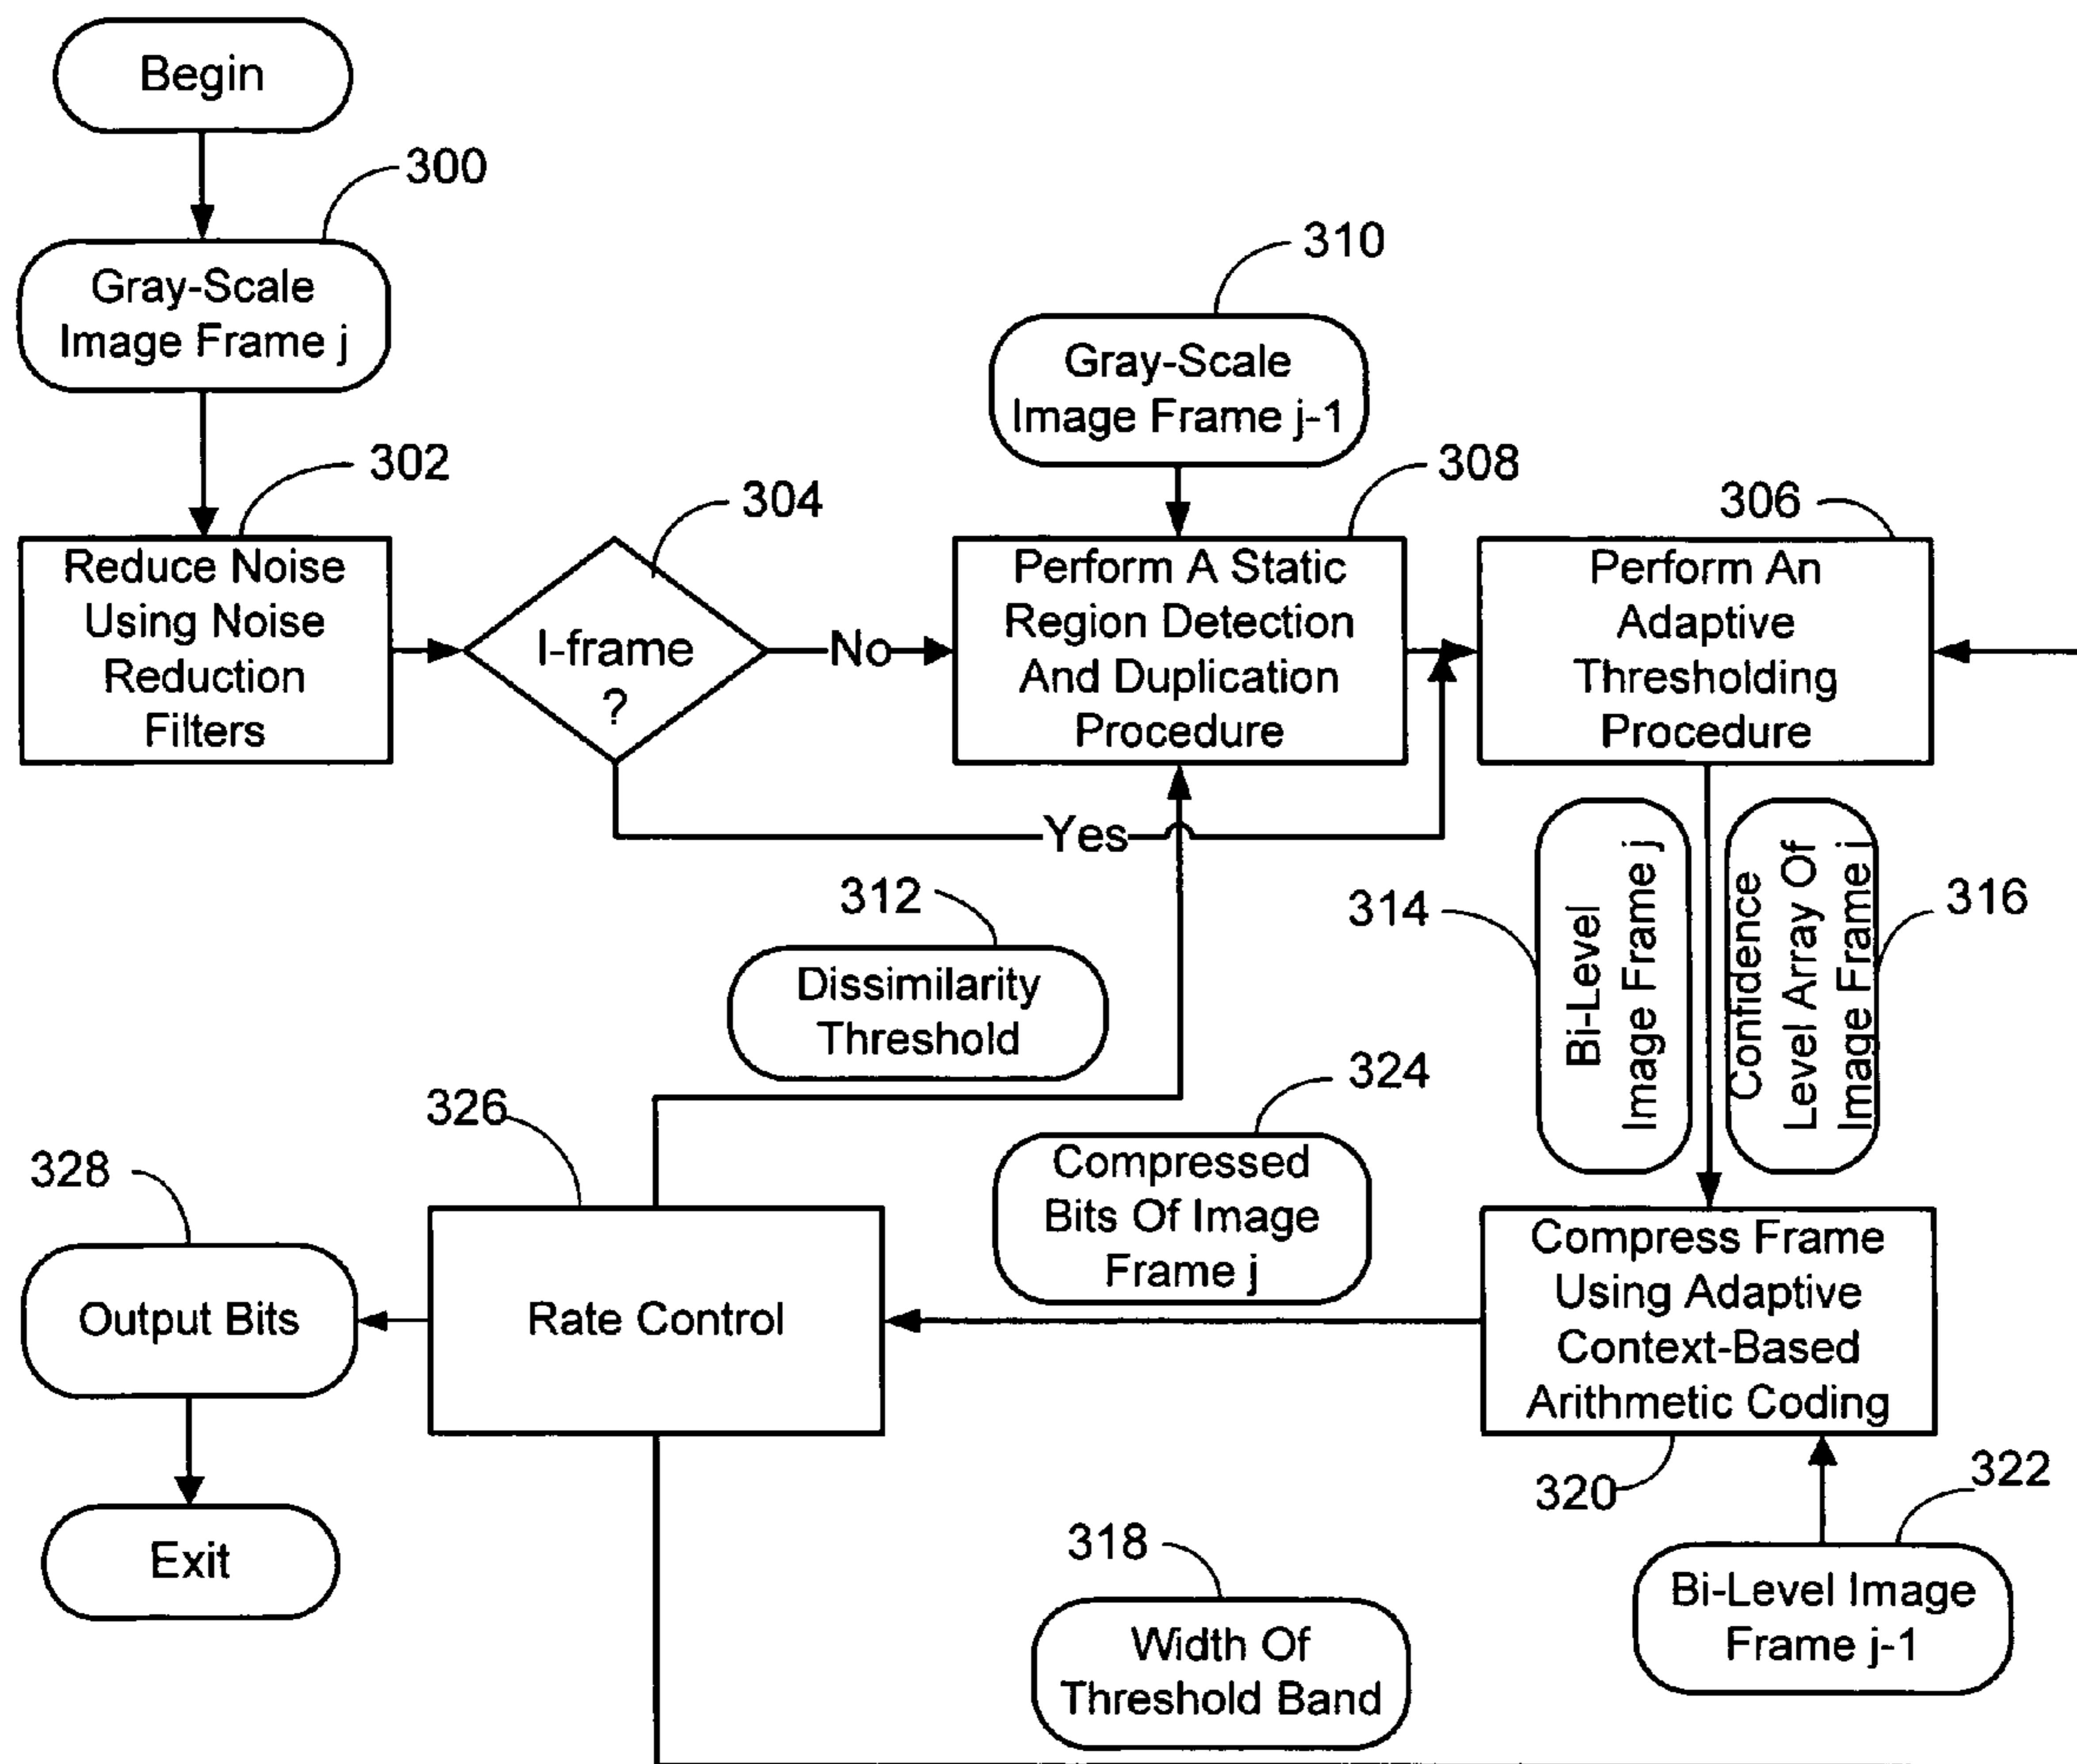 Begin
300
Gray-Scale
Image Frame j
310
Gray-Scale
Image Frame j-1
302
304
308
306
Reduce Noise
Using Noise
Reduction
Filters
I-frame
?
No
Perform A Static
Region Detection
And Duplication
Procedure
Perform An
Adaptive
Thresholding
Procedure
Yes
312
Dissimilarity
Threshold
314
Bi-Level
Image Frame j
Confidence
Level Array Of
Image Frame j
316
324
Compressed
Bits Of Image
Frame j
326
328
Output Bits
Rate Control
Compress Frame
Using Adaptive
Context-Based
Arithmetic Coding
320
322
Exit
318
Width Of
Threshold Band
Bi-Level Image
Frame j-1